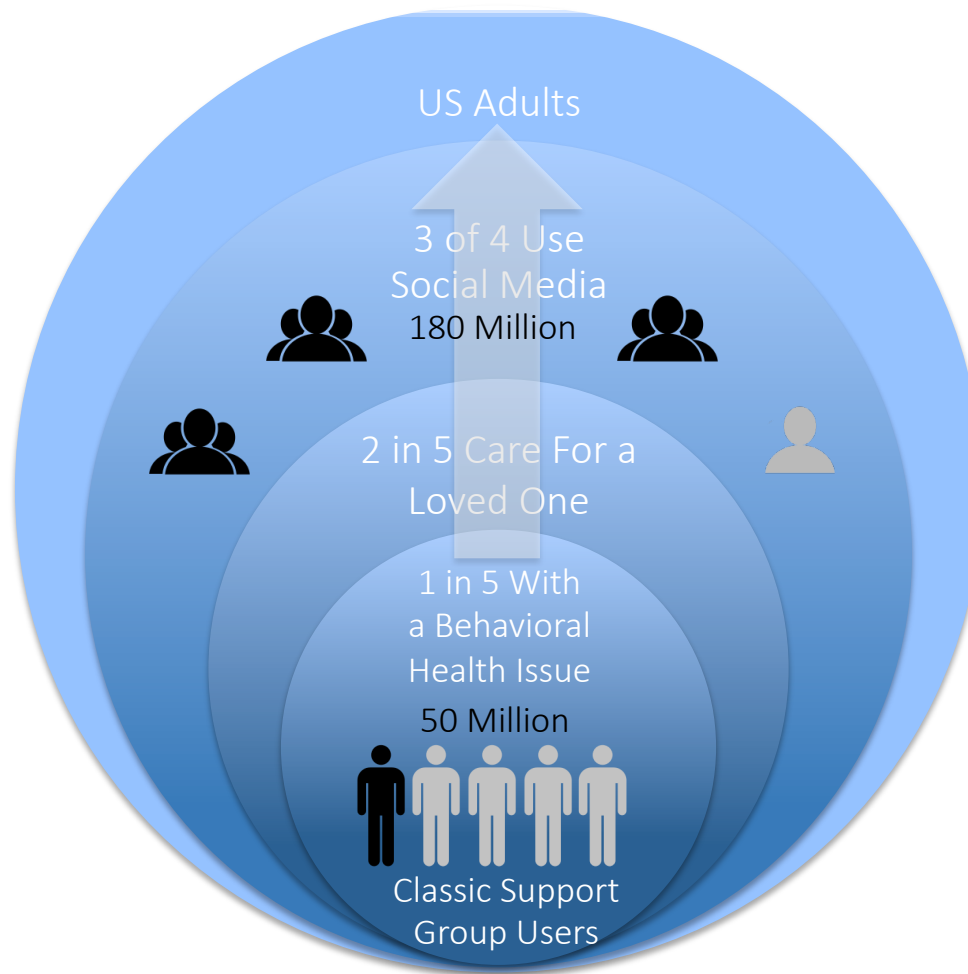 US Adults
3 of 4 Use
Social Media
180 Million
2 in 5 Care For a
Loved One
1 in 5 With
a Behavioral
Health Issue
50 Million
Classic Support
Group Users